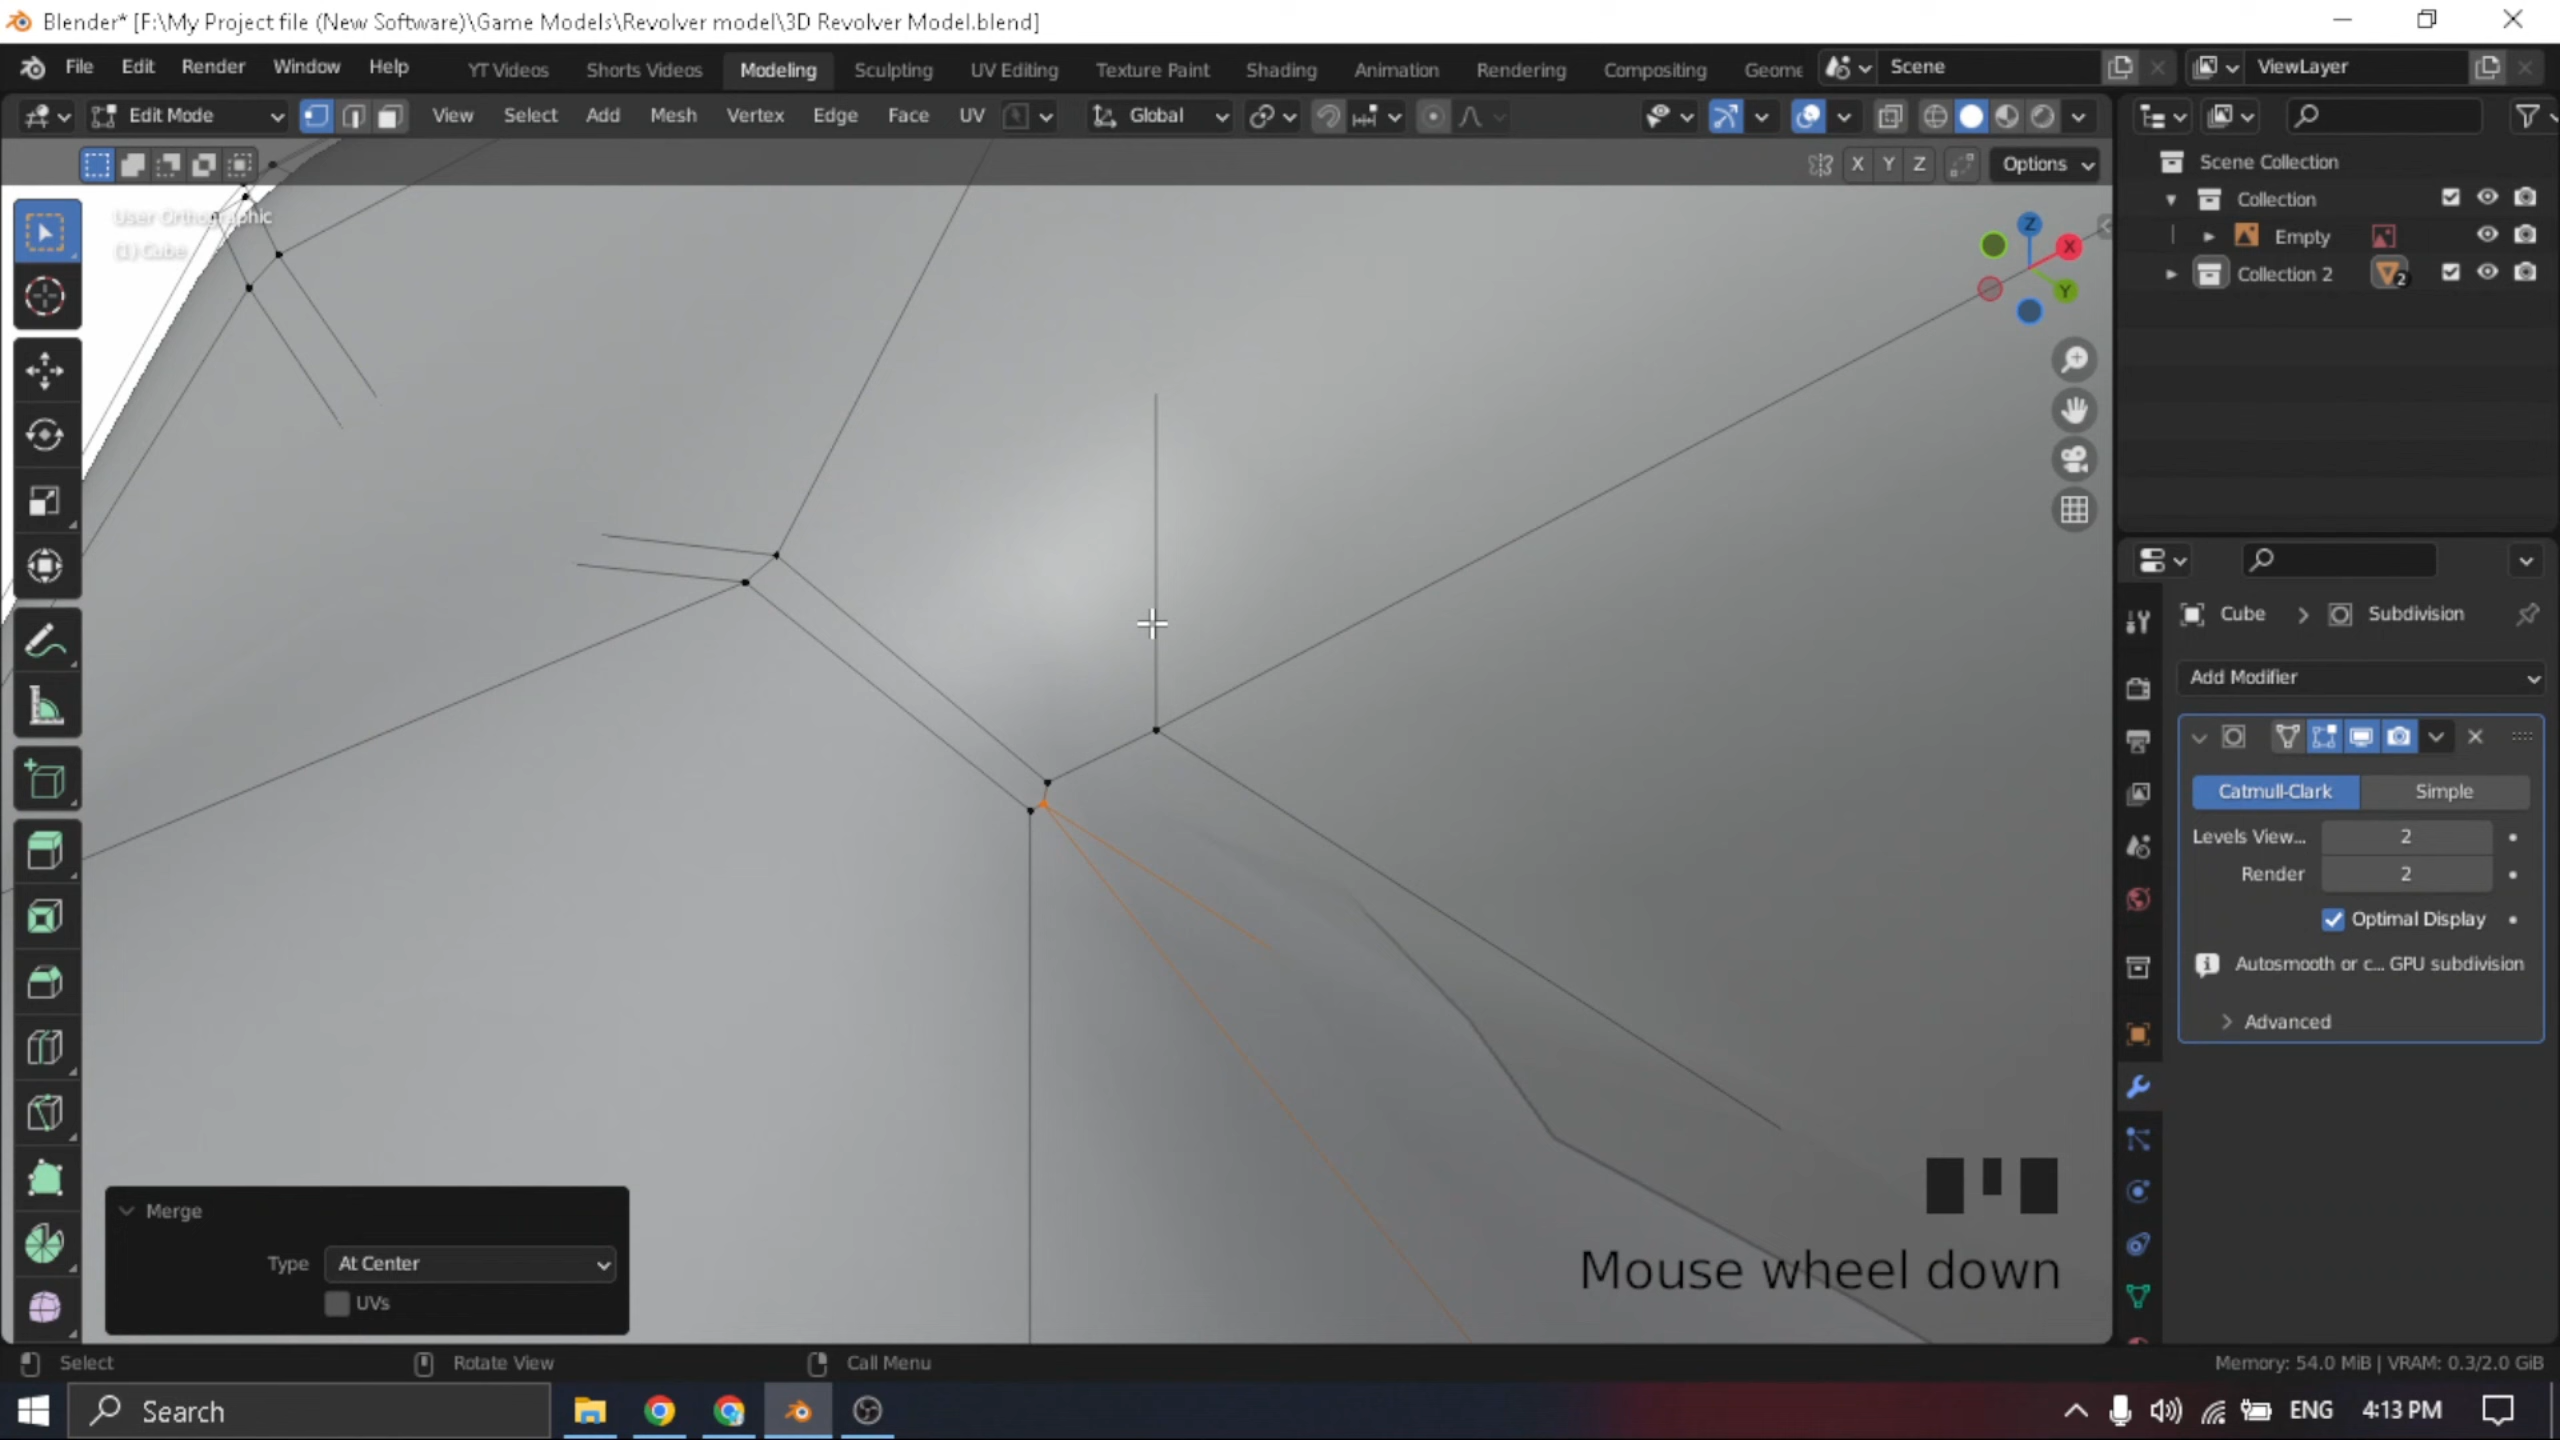 Blender* [F:\My Project file (New Software)\Game Models\Revolver model\3D Revolver Model.blend]
File Edit Render Window Help YT Videos Shorts Videos Modeling Sculpting UV Editing Texture Paint Shading Animation Rendering Compositing Geome Scene ViewLayer
Edit Mode View Select Add Mesh Vertex Edge Face UV Global
X Y Z Options
User Orthographic
(1) Cube
Z
X
Y
Scene Collection
Collection
Empty
Collection 2 2
Cube > Subdivision
Add Modifier
Catmull-Clark Simple
Levels View... 2
Render 2
Optimal Display
Autosmooth or c... GPU subdivision
Advanced
Merge
Type At Center
UVs
Mouse wheel down
Select Rotate View Call Menu Memory: 54.0 MiB | VRAM: 0.3/2.0 GiB
Search ENG 4:13 PM